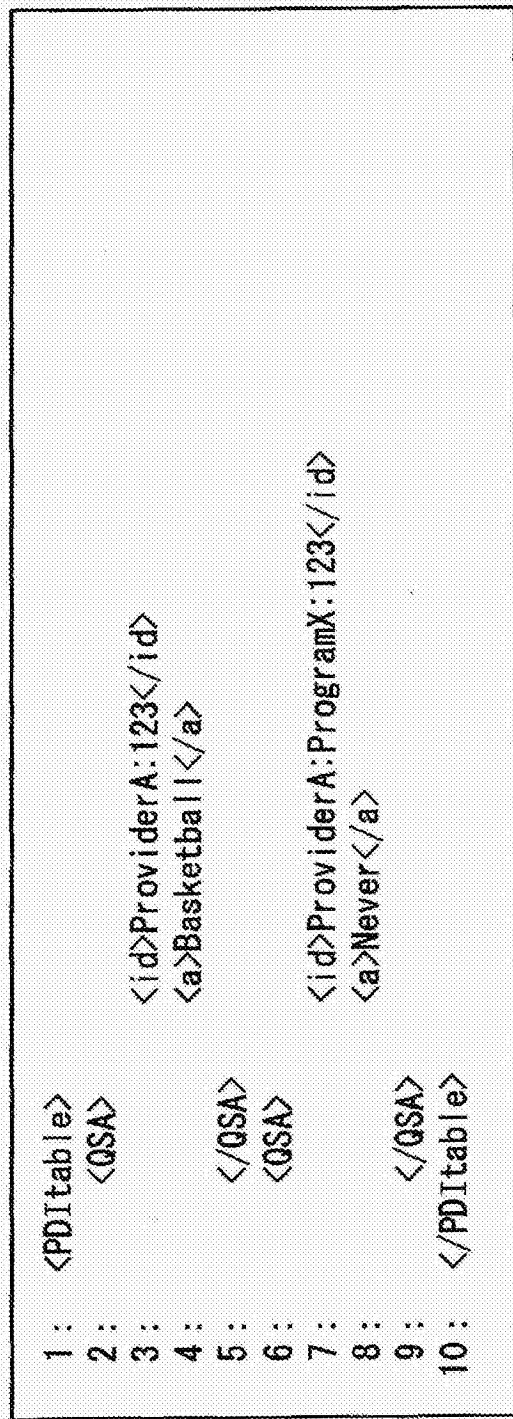 1: <PDItable>
2: <QSA>
3: <id>ProviderA:123</id>
4: <a>Basketball</a>
5: </QSA>
6: <QSA>
7: <id>ProviderA:ProgramX:123</id>
8: <a>Never</a>
9: </QSA>
10: </PDItable>